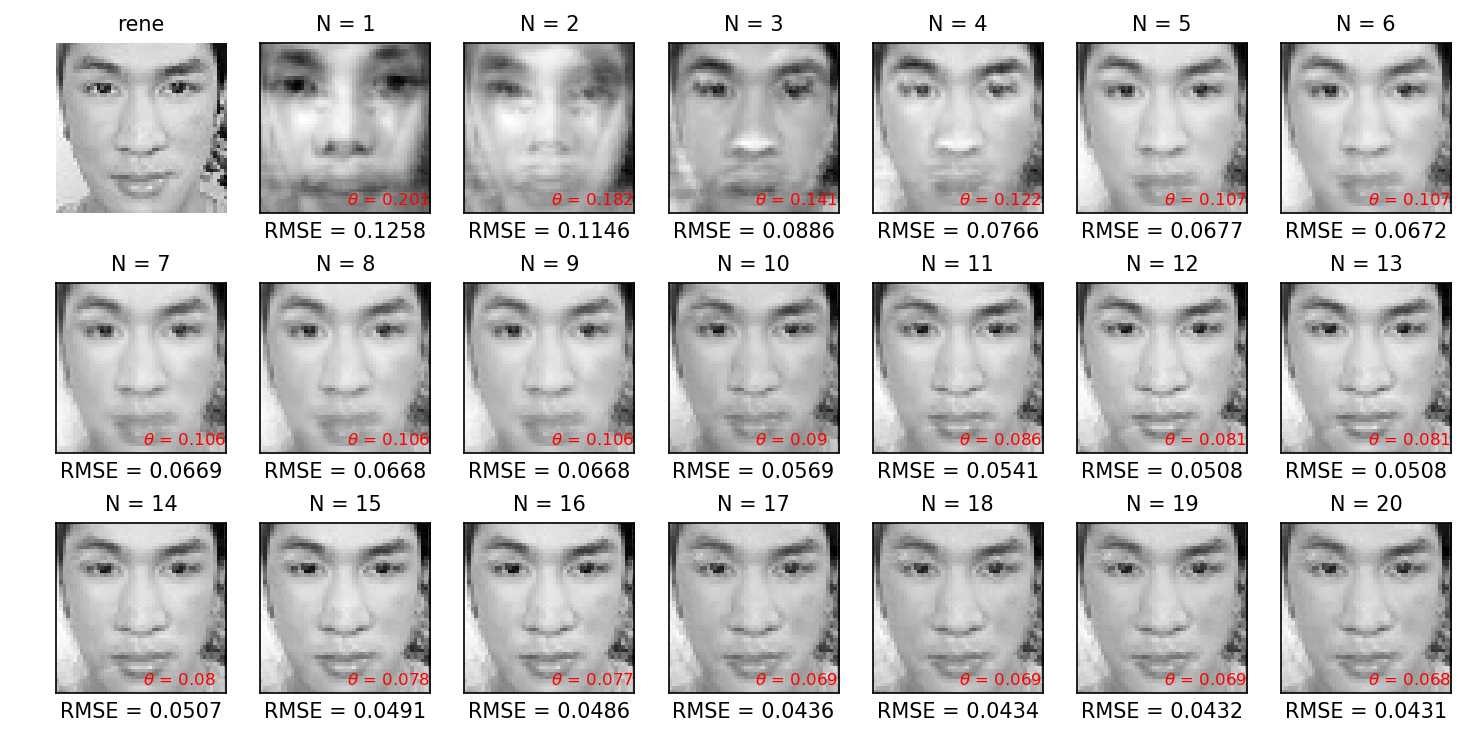 rene N = 1 N = 2 N = 3 N = 4 N = 5 N = 6
θ = 0.201 θ = 0.182 θ = 0.141 θ = 0.122 θ = 0.107 θ = 0.107
RMSE = 0.1258 RMSE = 0.1146 RMSE = 0.0886 RMSE = 0.0766 RMSE = 0.0677 RMSE = 0.0672
N = 7 N = 8 N = 9 N = 10 N = 11 N = 12 N = 13
θ = 0.106 θ = 0.106 θ = 0.106 θ = 0.09 θ = 0.086 θ = 0.081 θ = 0.081
RMSE = 0.0669 RMSE = 0.0668 RMSE = 0.0668 RMSE = 0.0569 RMSE = 0.0541 RMSE = 0.0508 RMSE = 0.0508
N = 14 N = 15 N = 16 N = 17 N = 18 N = 19 N = 20
θ = 0.08 θ = 0.078 θ = 0.077 θ = 0.069 θ = 0.069 θ = 0.069 θ = 0.068
RMSE = 0.0507 RMSE = 0.0491 RMSE = 0.0486 RMSE = 0.0436 RMSE = 0.0434 RMSE = 0.0432 RMSE = 0.0431